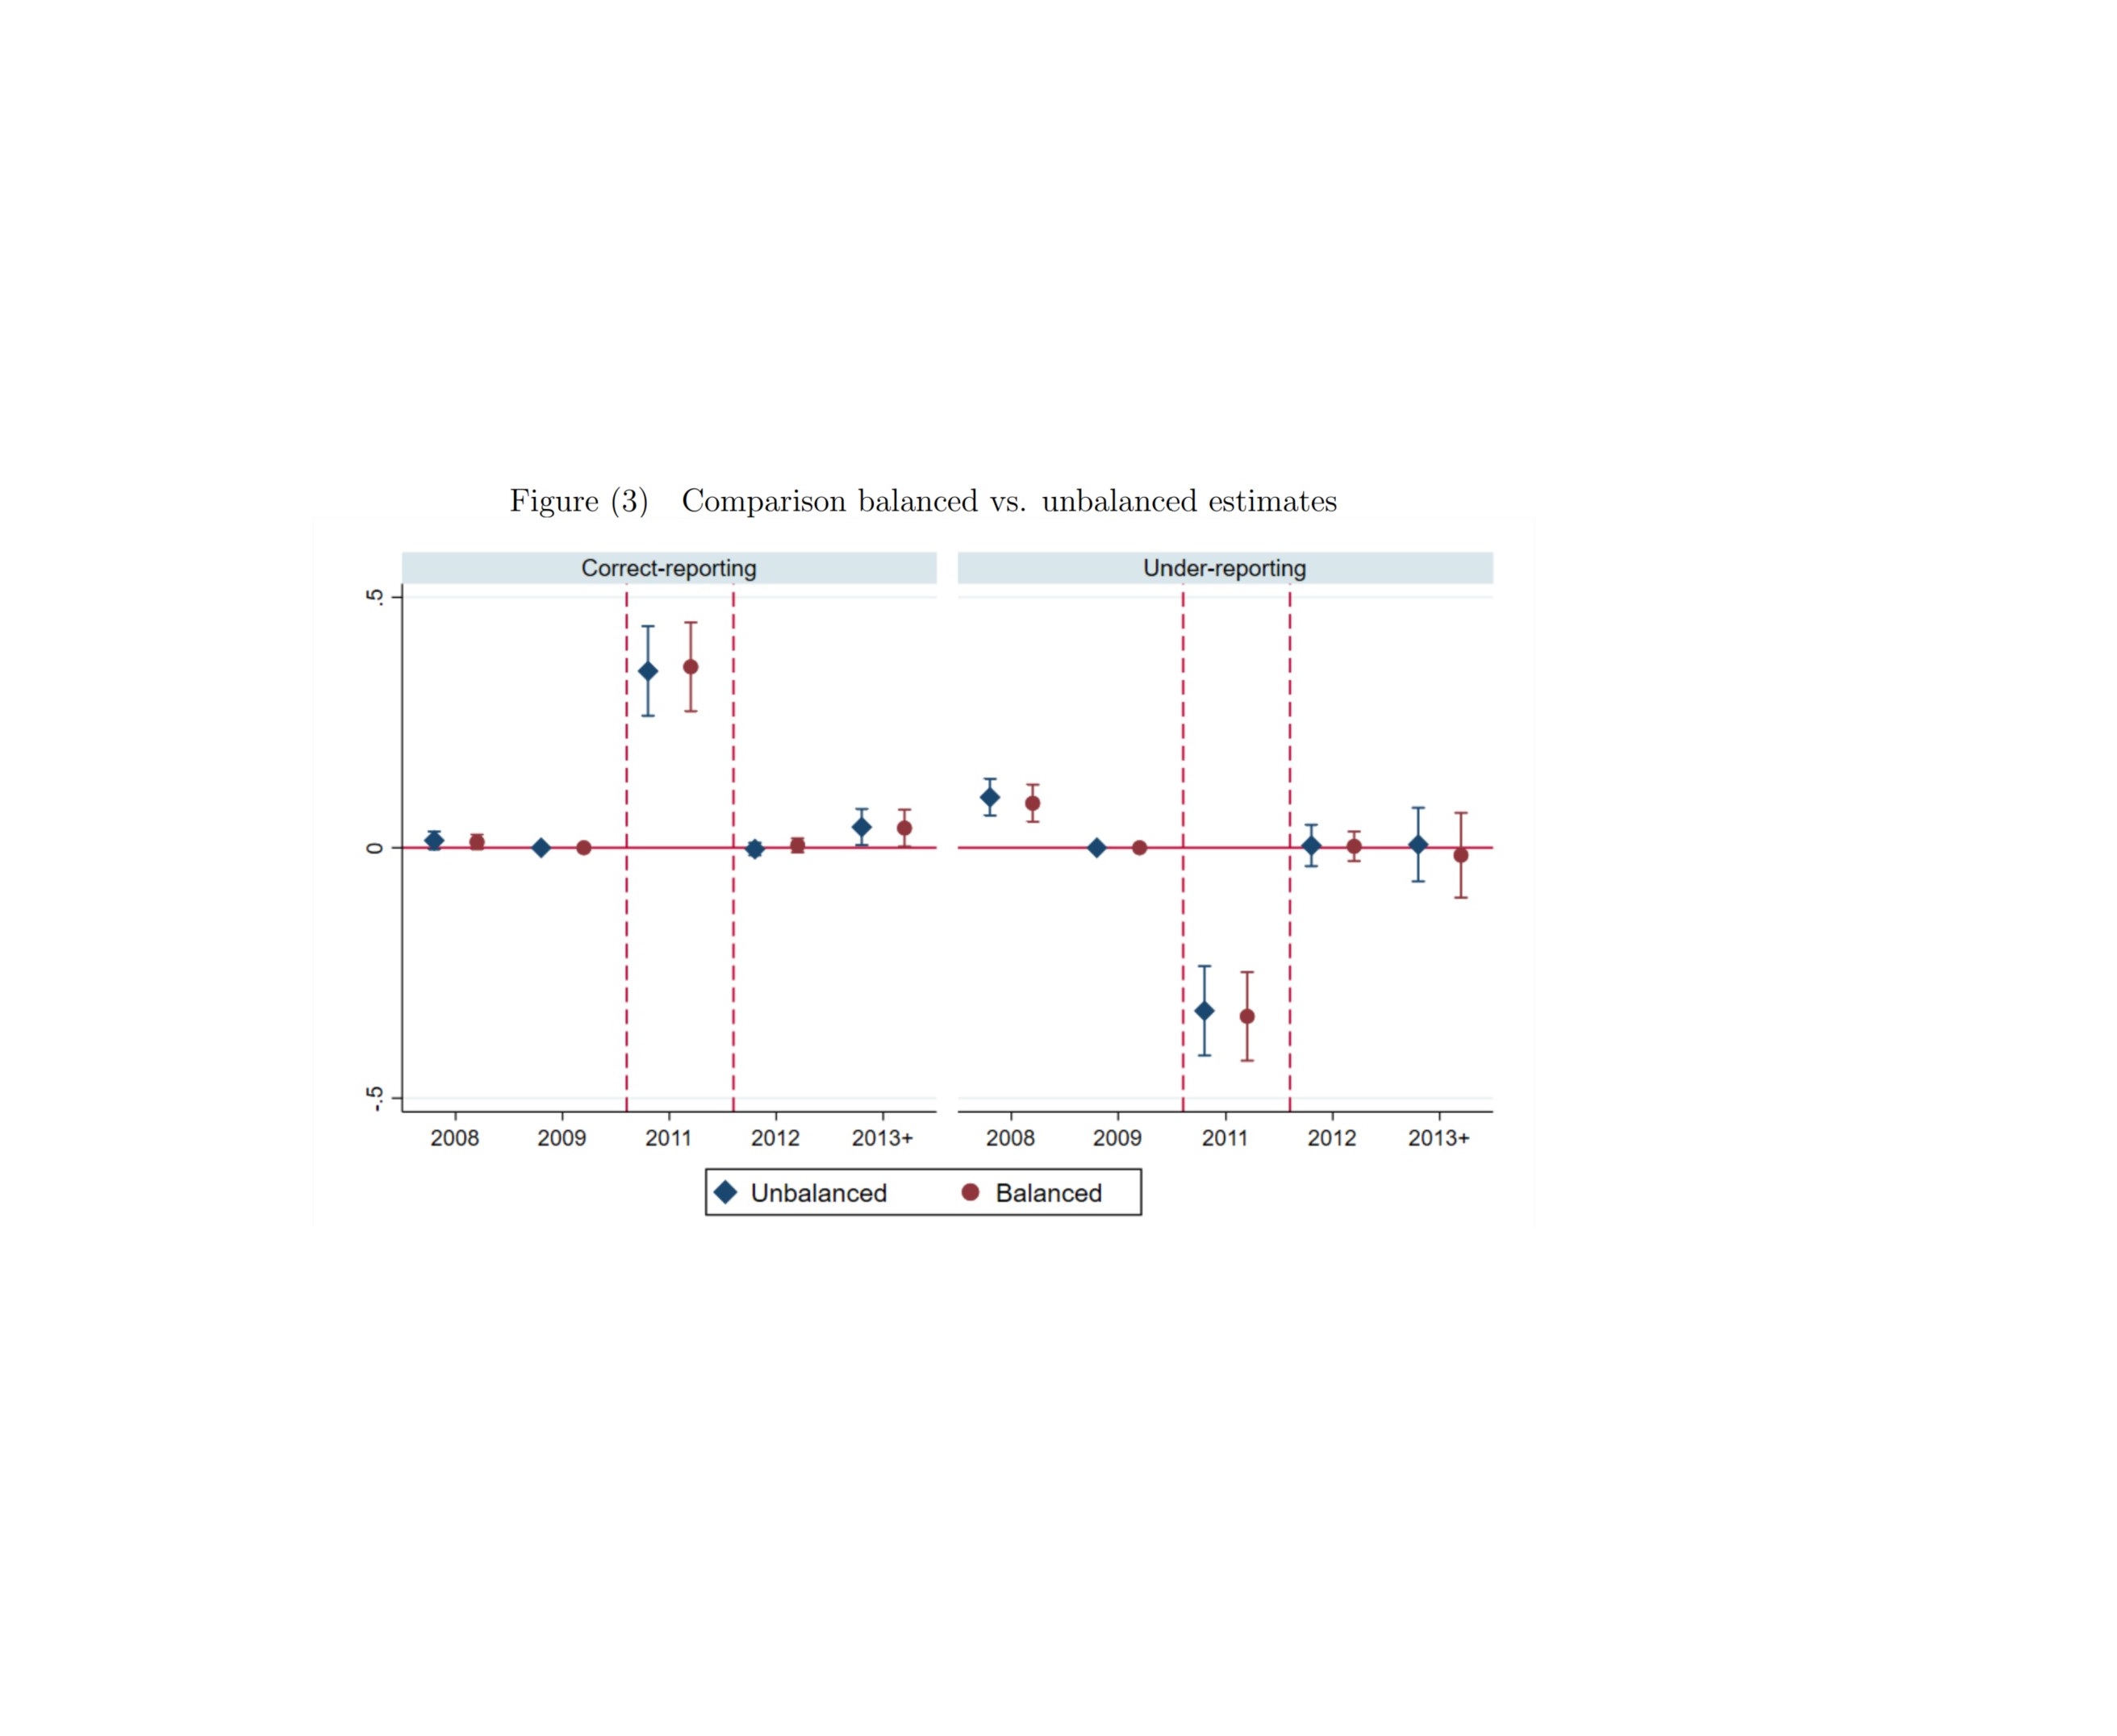 Figure (3) Comparison balanced vs. unbalanced estimates
Correct-reporting Under-reporting
.5
0
-.5
2008 2009 2011 2012 2013+ 2008 2009 2011 2012 2013+
Unbalanced Balanced